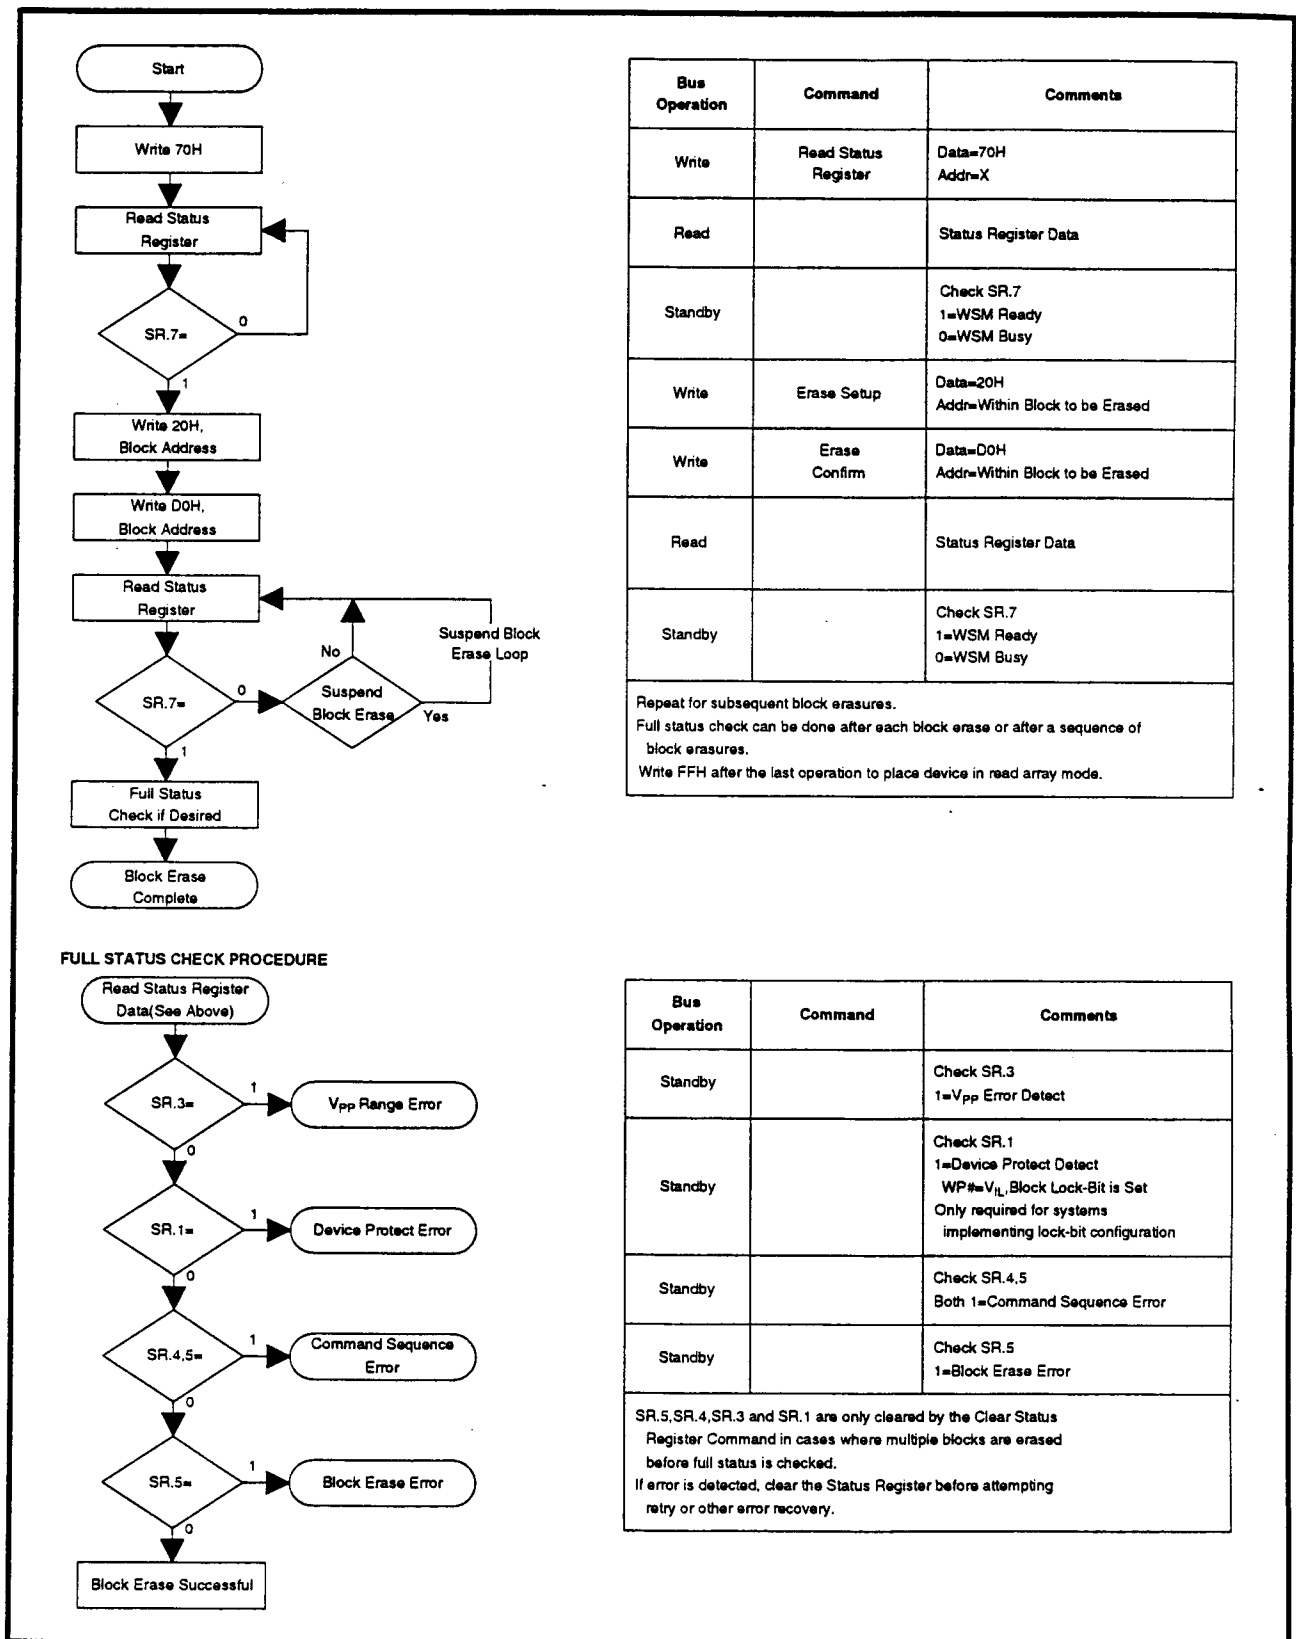 Start
Write 70H
Read Status
Register
SR.7=
0
1
Write 20H,
Block Address
Write D0H,
Block Address
Read Status
Register
Suspend Block
Erase Loop
No
SR.7=
0
Suspend
Block Erase
Yes
1
Full Status
Check if Desired
Block Erase
Complete
Bus
Operation
Command
Comments
Write
Read Status
Register
Data=70H
Addr=X
Read
Status Register Data
Standby
Check SR.7
1=WSM Ready
0=WSM Busy
Write
Erase Setup
Data=20H
Addr=Within Block to be Erased
Write
Erase
Confirm
Data=D0H
Addr=Within Block to be Erased
Read
Status Register Data
Standby
Check SR.7
1=WSM Ready
0=WSM Busy
Repeat for subsequent block erasures.
Full status check can be done after each block erase or after a sequence of
block erasures.
Write FFH after the last operation to place device in read array mode.
FULL STATUS CHECK PROCEDURE
Read Status Register
Data(See Above)
SR.3=
1
VPP Range Error
0
SR.1=
1
Device Protect Error
0
SR.4,5=
1
Command Sequence
Error
0
SR.5=
1
Block Erase Error
0
Block Erase Successful
Bus
Operation
Command
Comments
Standby
Check SR.3
1=VPP Error Detect
Standby
Check SR.1
1=Device Protect Detect
WP#=VIL,Block Lock-Bit is Set
Only required for systems
implementing lock-bit configuration
Standby
Check SR.4,5
Both 1=Command Sequence Error
Standby
Check SR.5
1=Block Erase Error
SR.5,SR.4,SR.3 and SR.1 are only cleared by the Clear Status
Register Command in cases where multiple blocks are erased
before full status is checked.
If error is detected, clear the Status Register before attempting
retry or other error recovery.